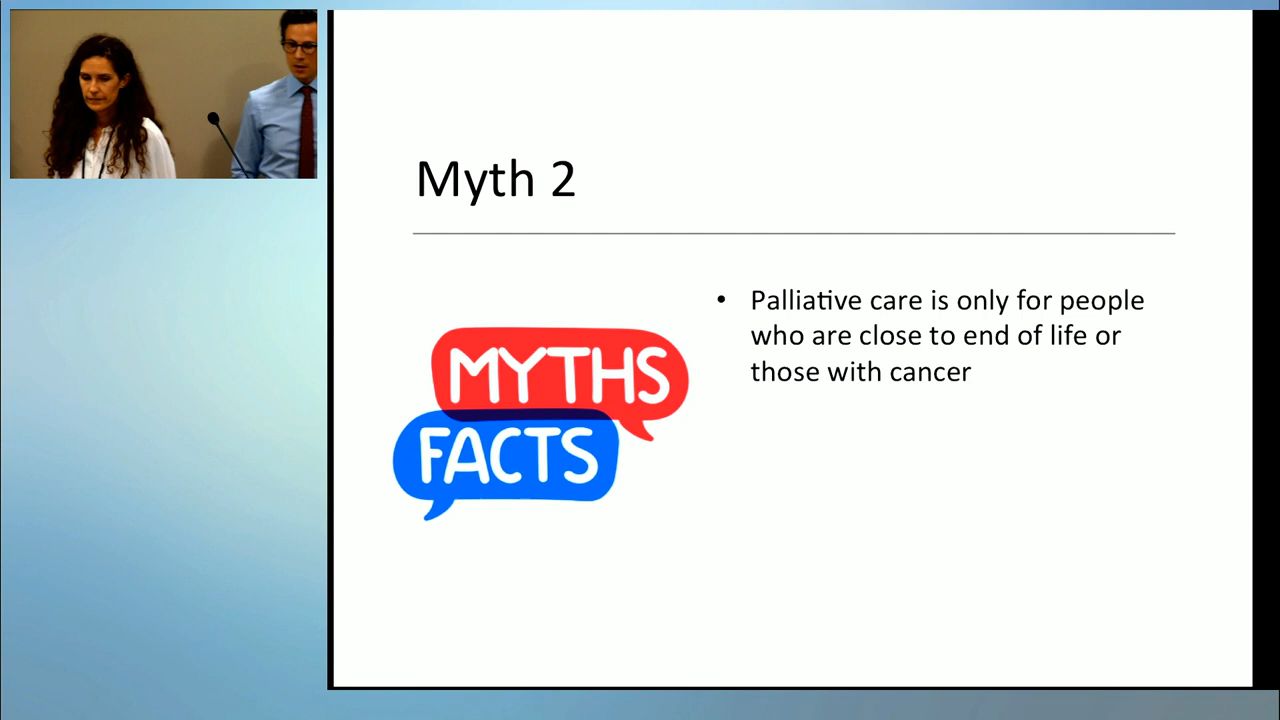 Myth 2
MYTHS
FACTS
• Palliative care is only for people
who are close to end of life or
those with cancer